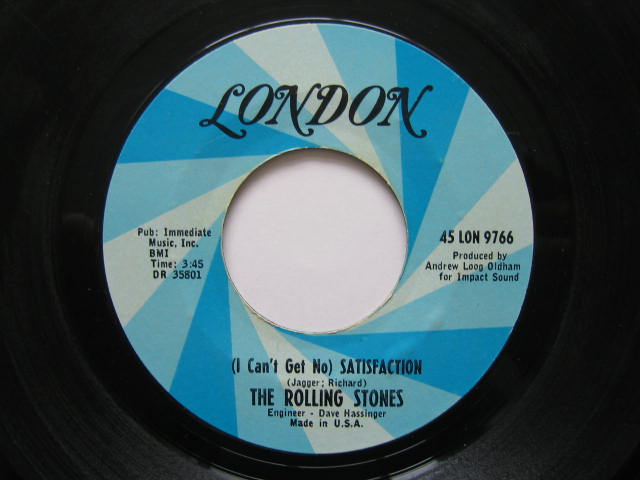 LONDON
Pub: Immediate
Music, Inc.
BMI
Time: 3:45
DR 35801
45 LON 9766
Produced by
Andrew Loog Oldham
for Impact Sound
(I Can't Get No) SATISFACTION
(Jagger; Richard)
THE ROLLING STONES
Engineer - Dave Hassinger
Made in U.S.A.